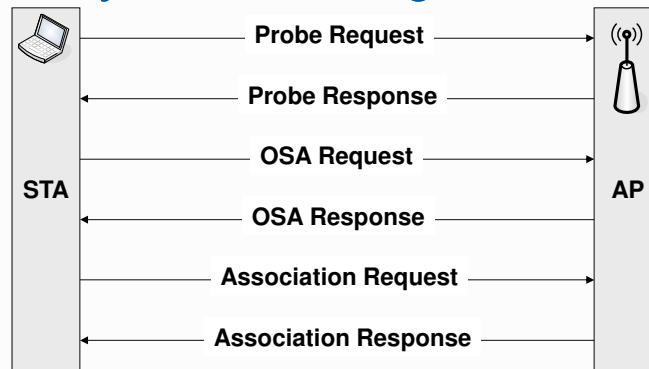 Probe Request
Probe Response
OSA Request
STA
AP
OSA Response
Association Request
Association Response